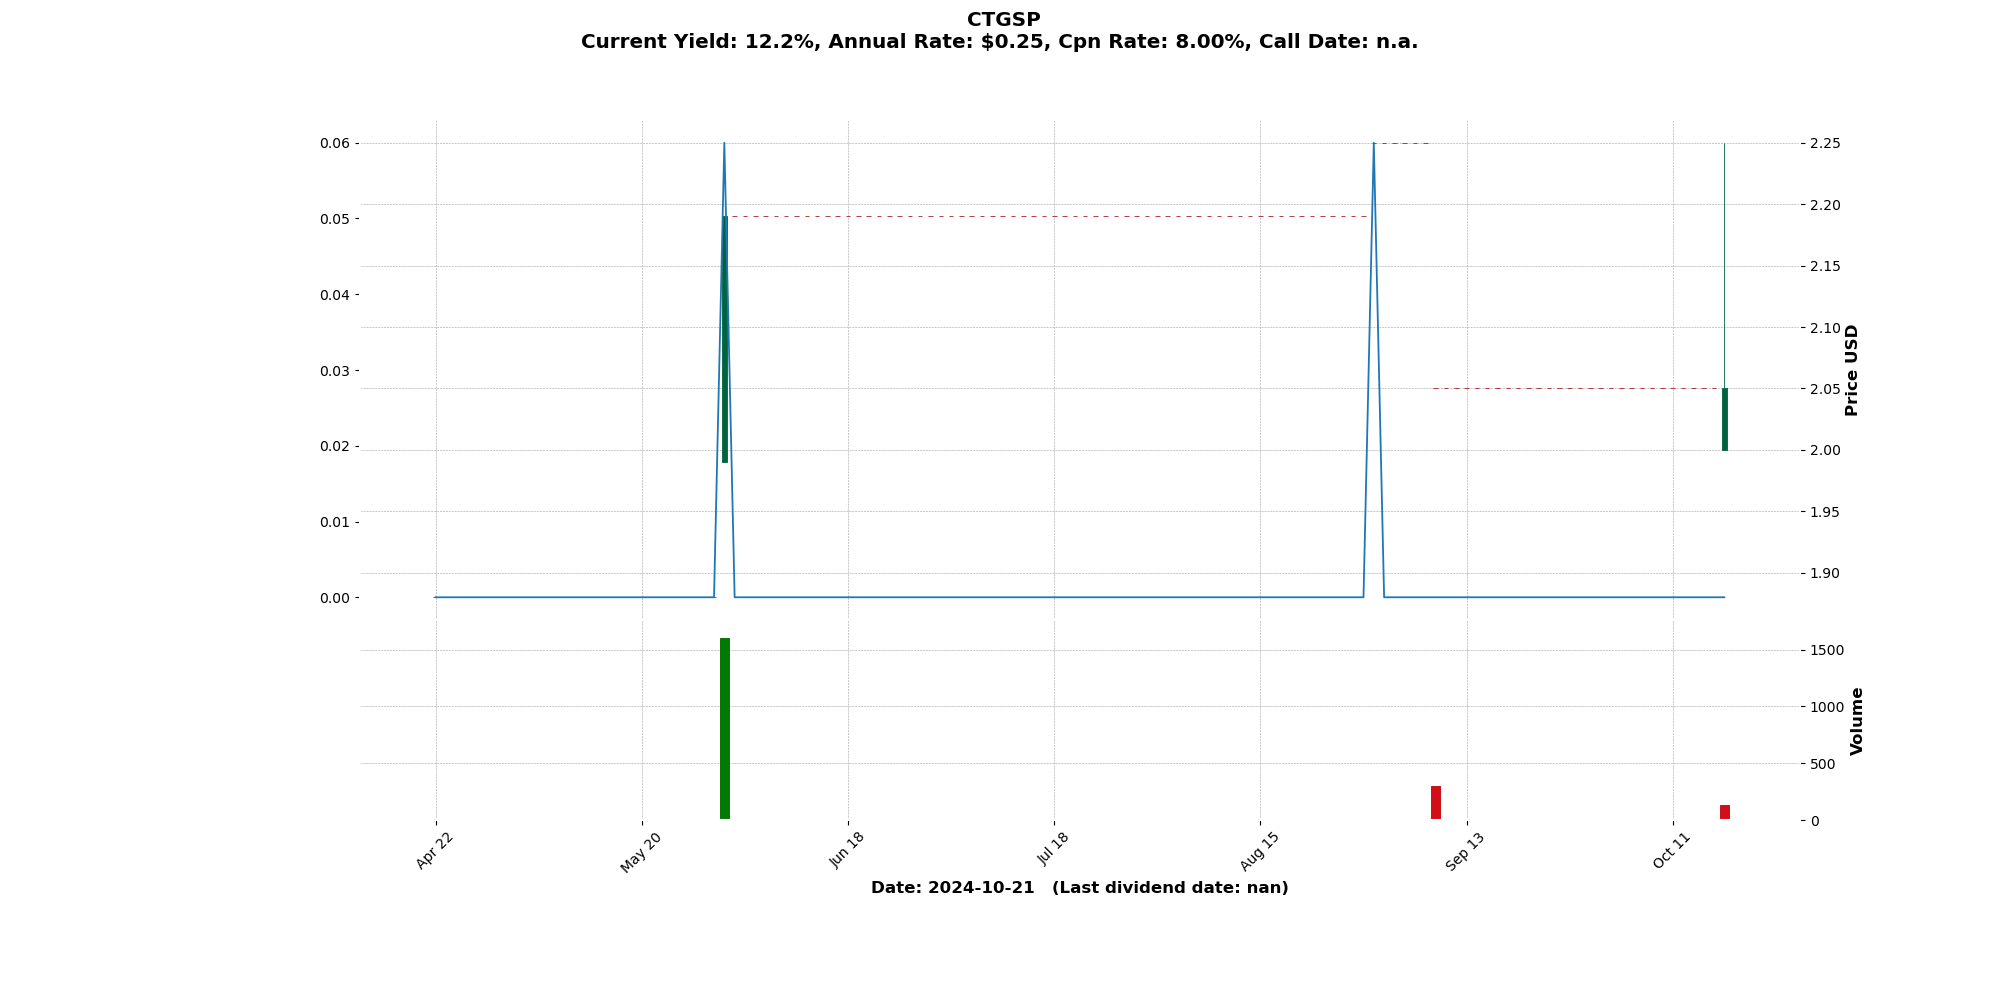 CTGSP
Current Yield: 12.2%, Annual Rate: $0.25, Cpn Rate: 8.00%, Call Date: n.a.
0.06
0.05
0.04
0.03
0.02
0.01
0.00
2.25
2.20
2.15
2.10
2.05
2.00
1.95
1.90
Price USD
1500
1000
500
0
Volume
Apr 22
May 20
Jun 18
Jul 18
Aug 15
Sep 13
Oct 11
Date: 2024-10-21   (Last dividend date: nan)